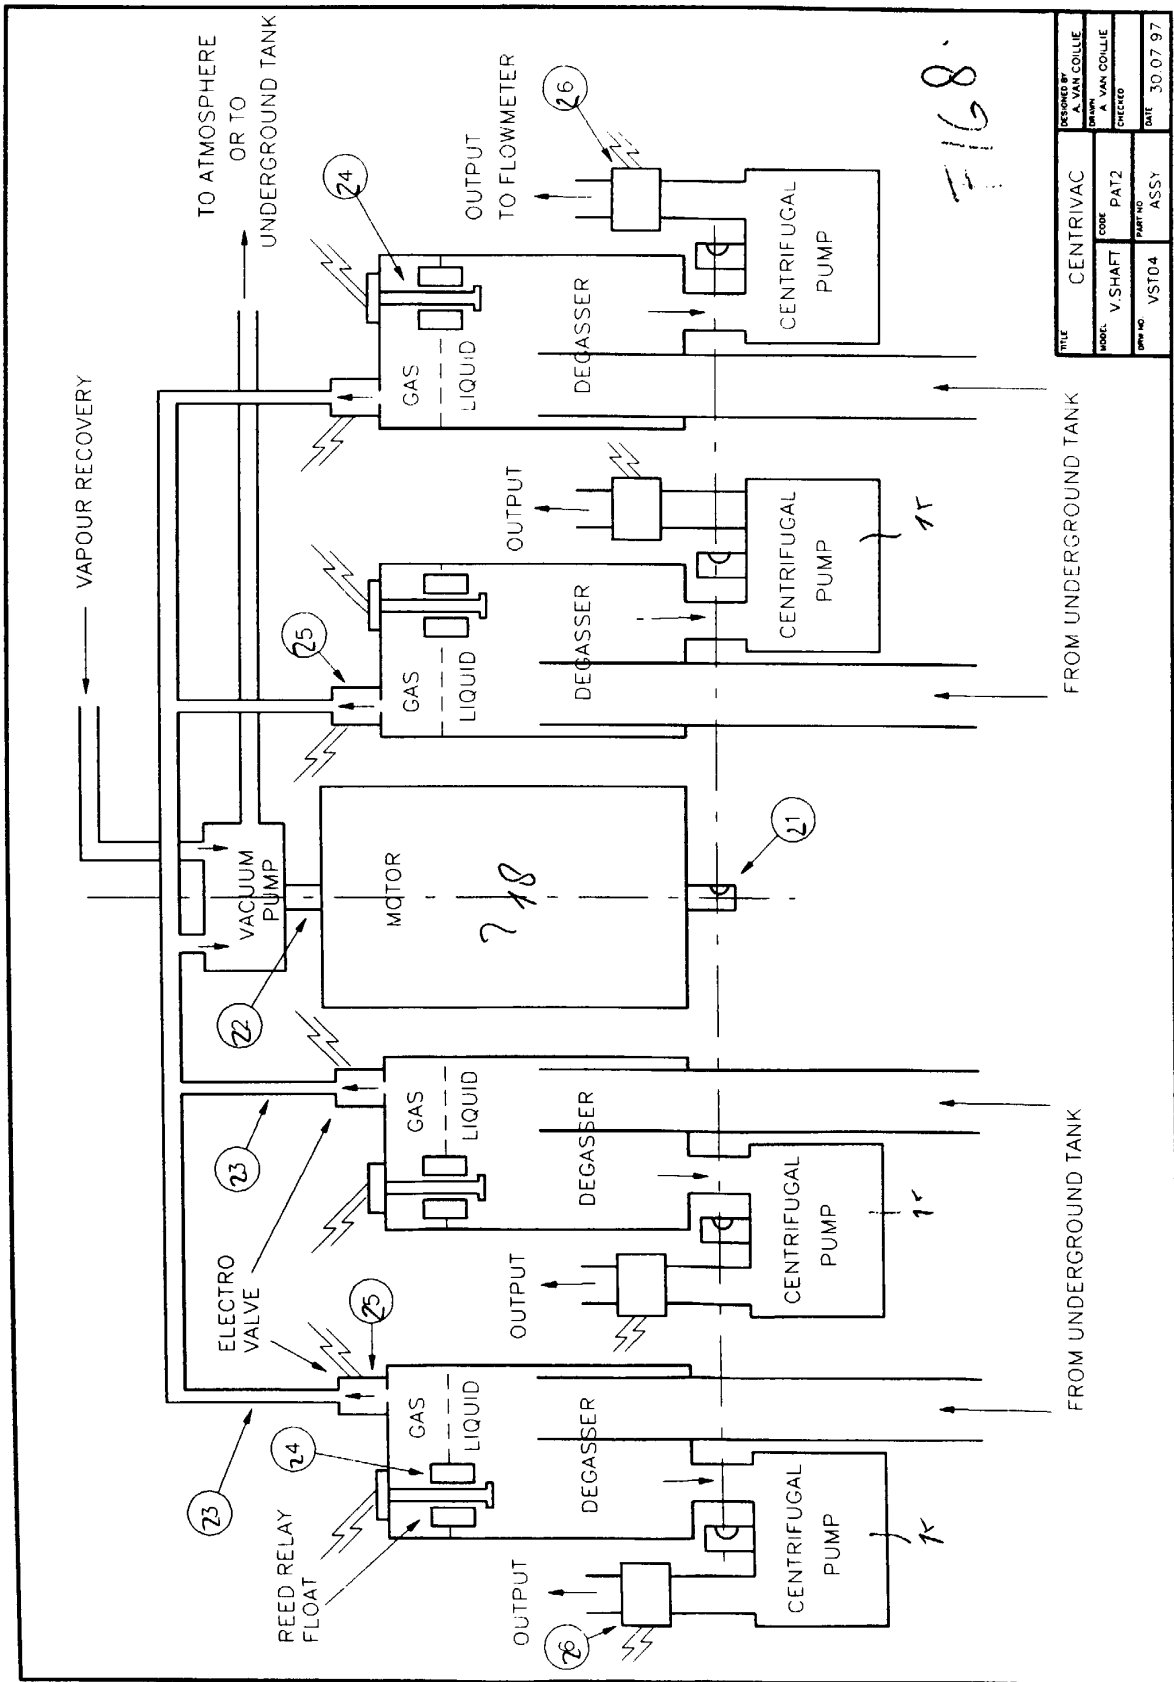 TO ATMOSPHERE
OR TO
UNDERGROUND TANK
VAPOUR RECOVERY
ELECTRO
VALVE
REED RELAY
FLOAT
23
24
25
23
22
VACUUM
PUMP
25
24
26
OUTPUT
OUTPUT
OUTPUT
OUTPUT
TO FLOWMETER
26
GAS
LIQUID
DEGASSER
GAS
LIQUID
DEGASSER
MOTOR
18
GAS
LIQUID
DEGASSER
GAS
LIQUID
DEGASSER
21
CENTRIFUGAL
PUMP
15
CENTRIFUGAL
PUMP
15
CENTRIFUGAL
PUMP
15
CENTRIFUGAL
PUMP
FROM UNDERGROUND TANK
FROM UNDERGROUND TANK
8.
TITLE
CENTRIVAC
DESIGNED BY
A. VAN COILLIE
MODEL
V.SHAFT
CODE
PAT2
DRAWN
A VAN COILLIE
CHECKED
DRW NO.
VST04
PART NO
ASSY
DATE
30.07.97